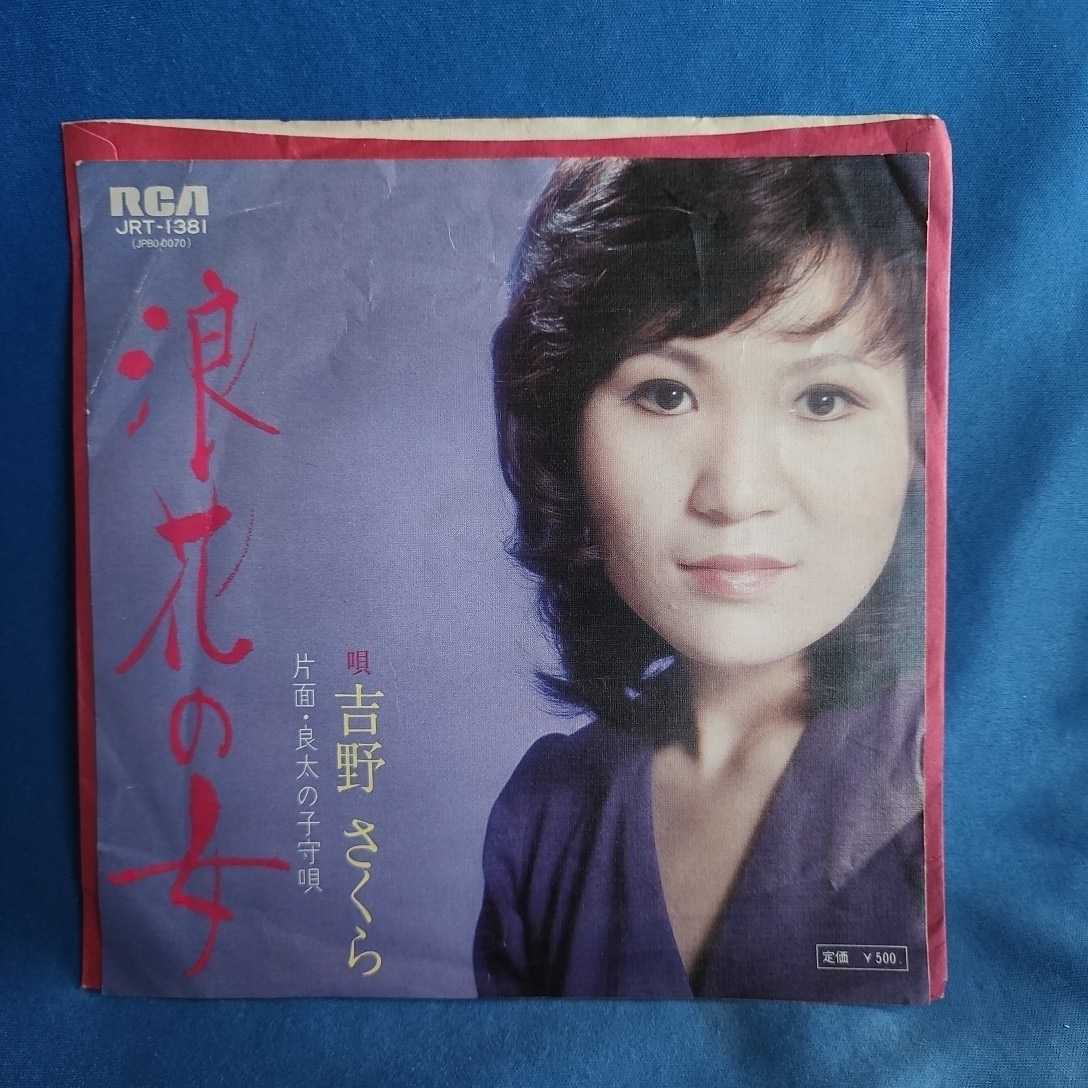 RCA
JRT-1381
(JPBO-0070)
浪花の女
唄
吉野 さくら
片面・良太の子守唄
定価 ¥500.